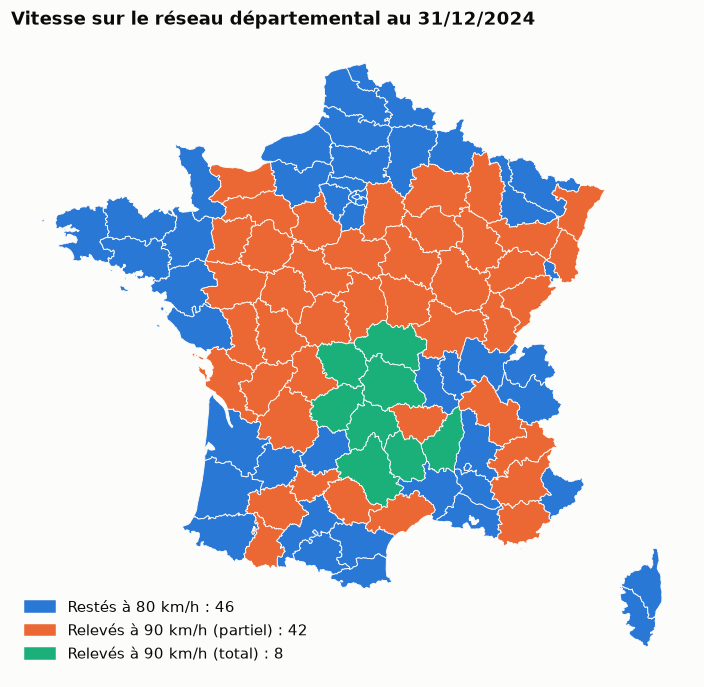 Vitesse sur le réseau départemental au 31/12/2024
Restés à 80 km/h : 46
Relevés à 90 km/h (partiel) : 42
Relevés à 90 km/h (total) : 8